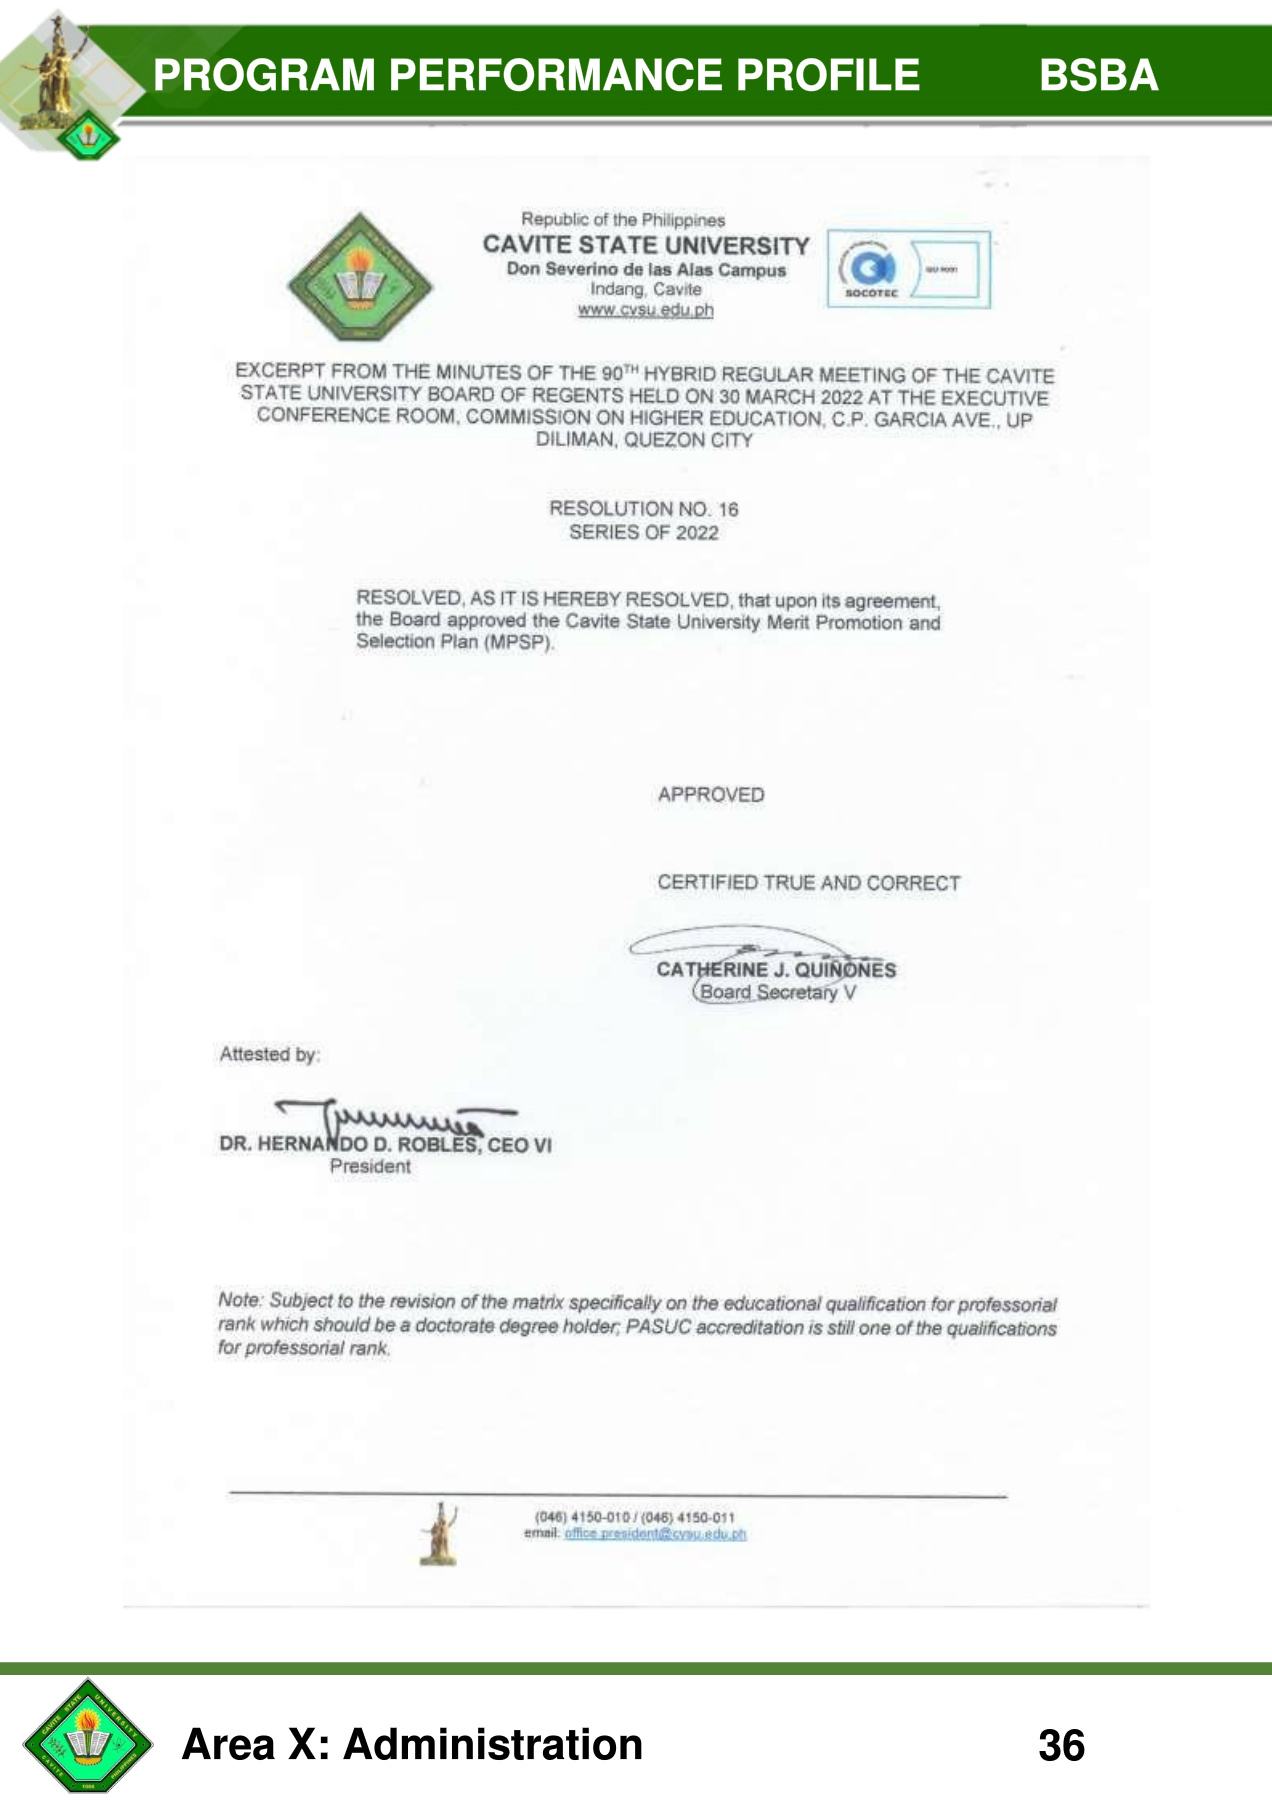 PROGRAM PERFORMANCE PROFILE BSBA
Republic of the Philippines
CAVITE STATE UNIVERSITY
Don Severino de las Alas Campus
Indang, Cavite
www.cvsu.edu.ph
SOCOTEC
ISO 9001
EXCERPT FROM THE MINUTES OF THE 90TH HYBRID REGULAR MEETING OF THE CAVITE
STATE UNIVERSITY BOARD OF REGENTS HELD ON 30 MARCH 2022 AT THE EXECUTIVE
CONFERENCE ROOM, COMMISSION ON HIGHER EDUCATION, C.P. GARCIA AVE., UP
DILIMAN, QUEZON CITY
RESOLUTION NO. 16
SERIES OF 2022
RESOLVED, AS IT IS HEREBY RESOLVED, that upon its agreement,
the Board approved the Cavite State University Merit Promotion and
Selection Plan (MPSP).
APPROVED
CERTIFIED TRUE AND CORRECT
CATHERINE J. QUIÑONES
Board Secretary V
Attested by:
DR. HERNANDO D. ROBLES, CEO VI
President
Note: Subject to the revision of the matrix specifically on the educational qualification for professorial
rank which should be a doctorate degree holder; PASUC accreditation is still one of the qualifications
for professorial rank.
(046) 4150-010 / (046) 4150-011
email: office.president@cvsu.edu.ph
CAVITE STATE UNIVERSITY
PHILIPPINES
1906
Area X: Administration 36